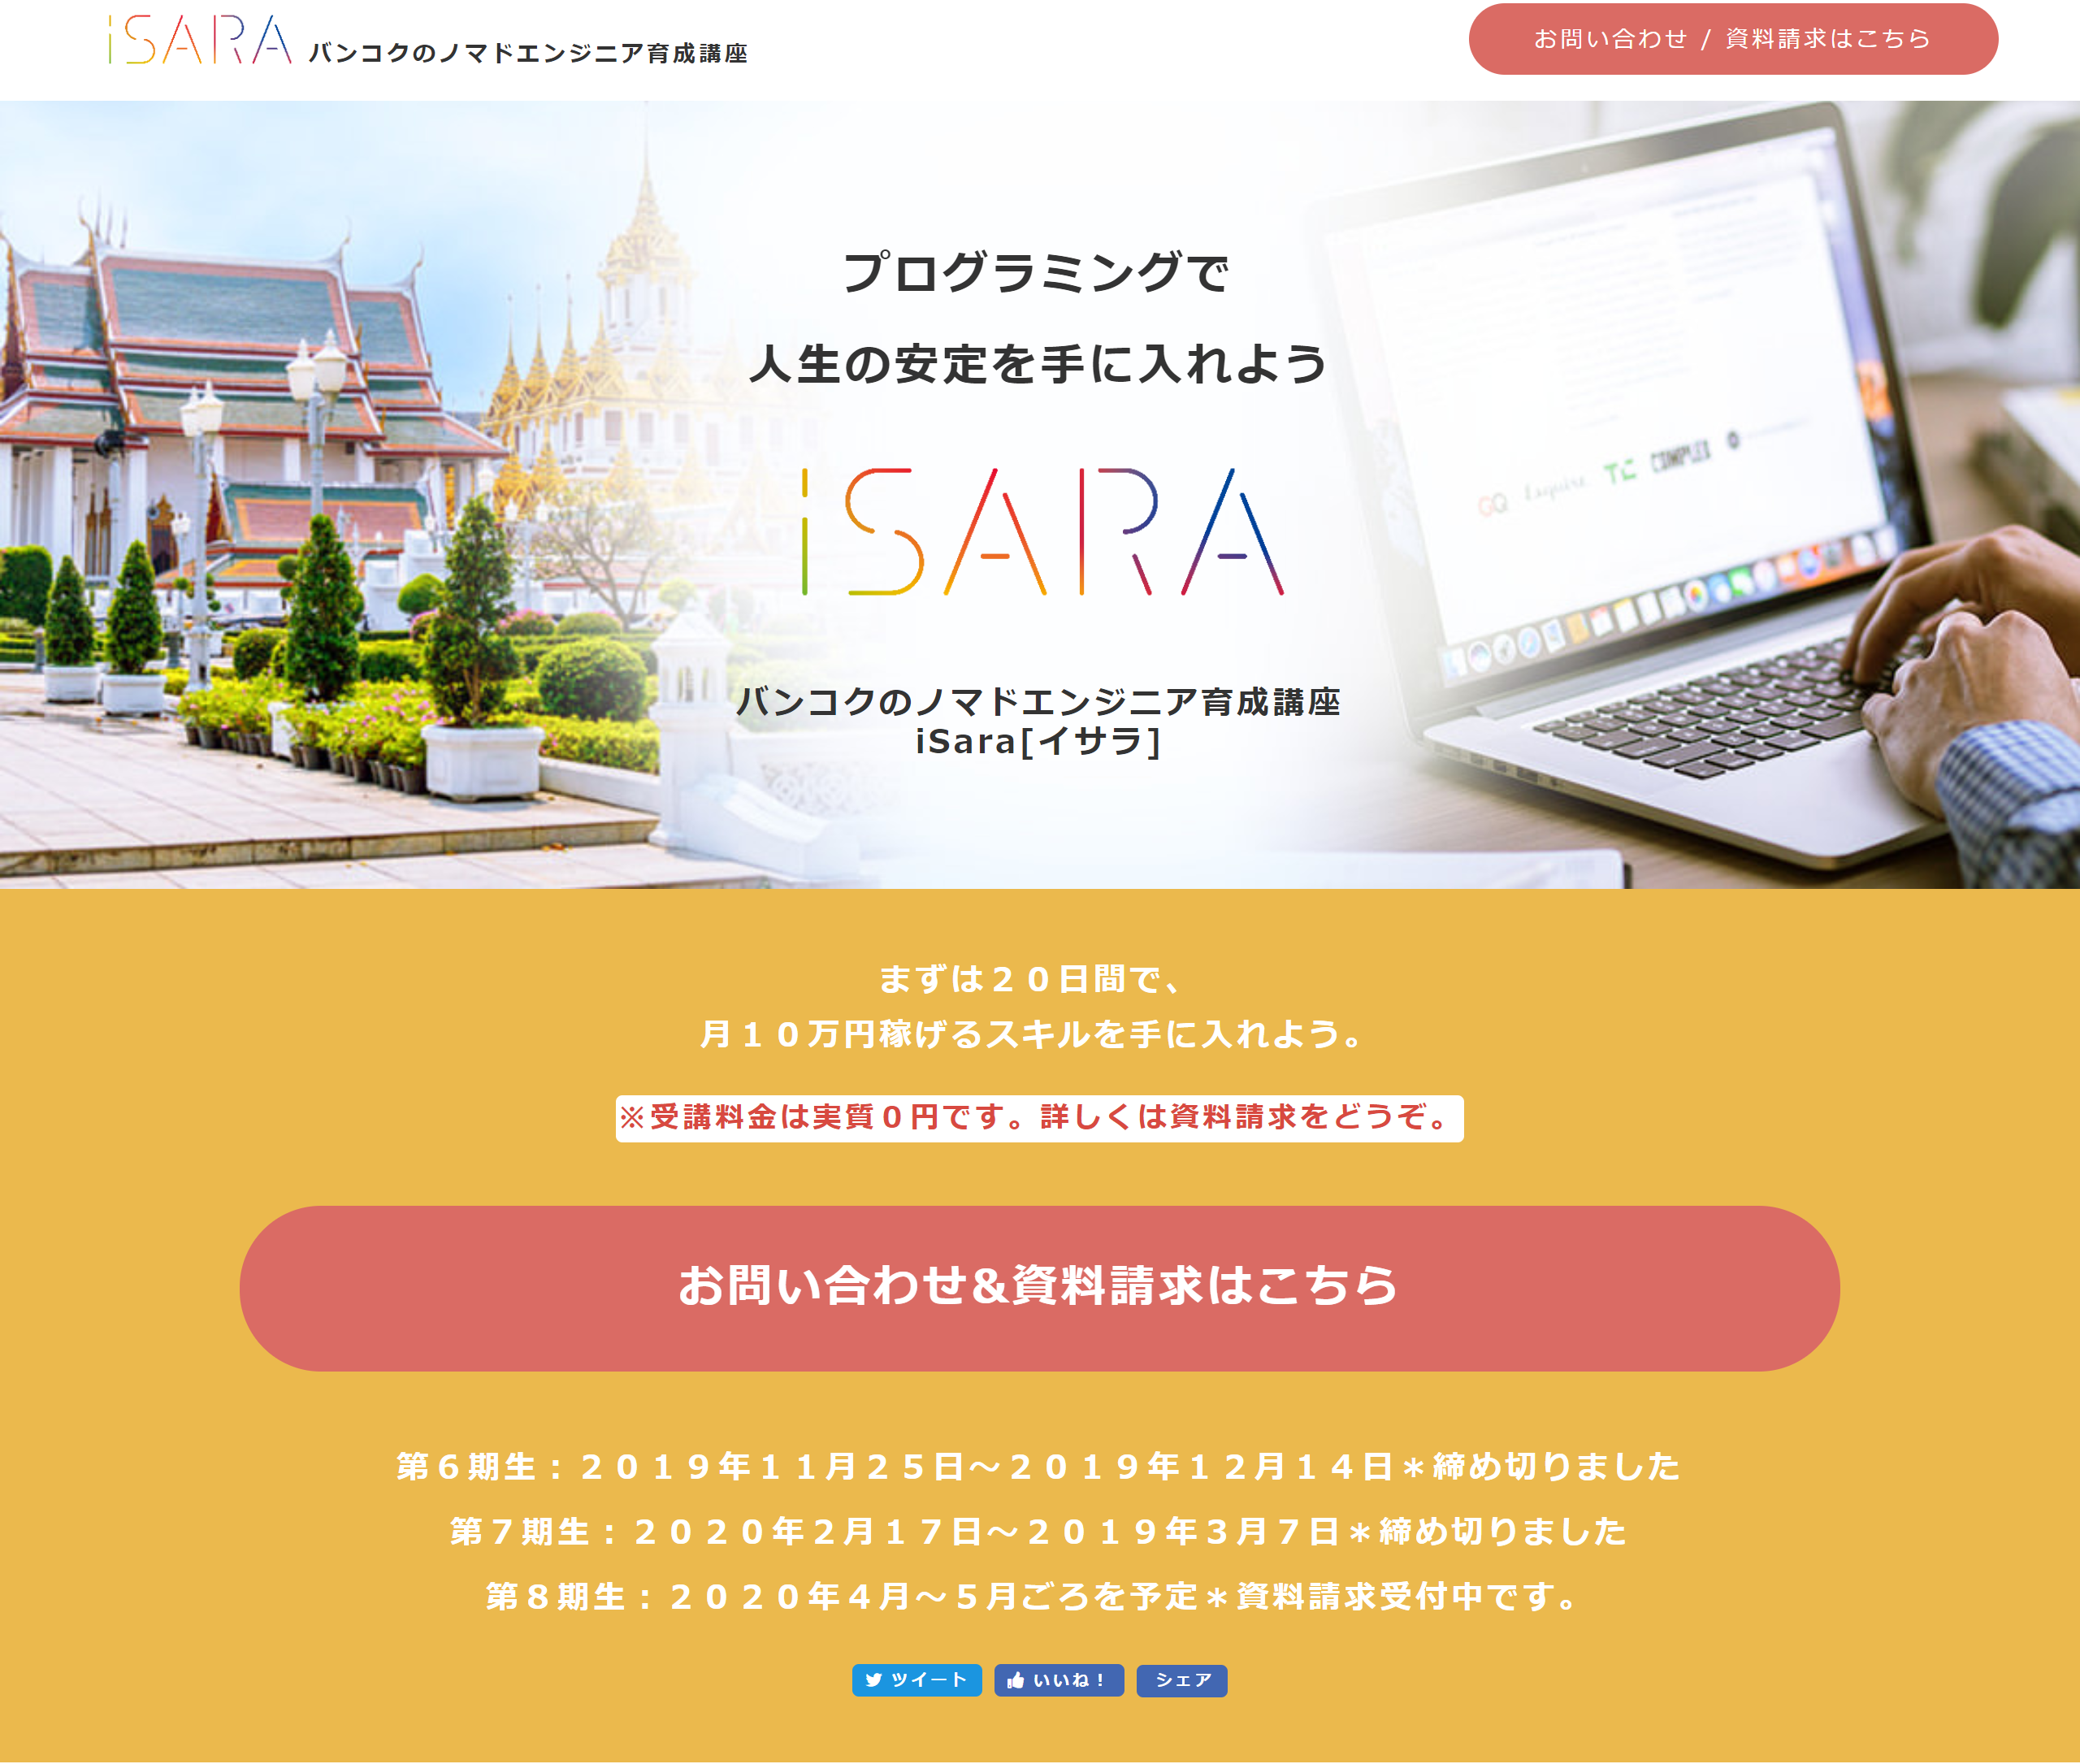 iSARA バンコクのノマドエンジニア育成講座
お問い合わせ / 資料請求はこちら
プログラミングで
人生の安定を手に入れよう
iSARA
バンコクのノマドエンジニア育成講座
iSara[イサラ]
GQ Esquire TC COMPLEX
まずは２０日間で、
月１０万円稼げるスキルを手に入れよう。
※受講料金は実質０円です。詳しくは資料請求をどうぞ。
お問い合わせ&資料請求はこちら
第６期生：２０１９年１１月２５日〜２０１９年１２月１４日＊締め切りました
第７期生：２０２０年２月１７日〜２０１９年３月７日＊締め切りました
第８期生：２０２０年４月〜５月ごろを予定＊資料請求受付中です。
ツイート いいね！ シェア